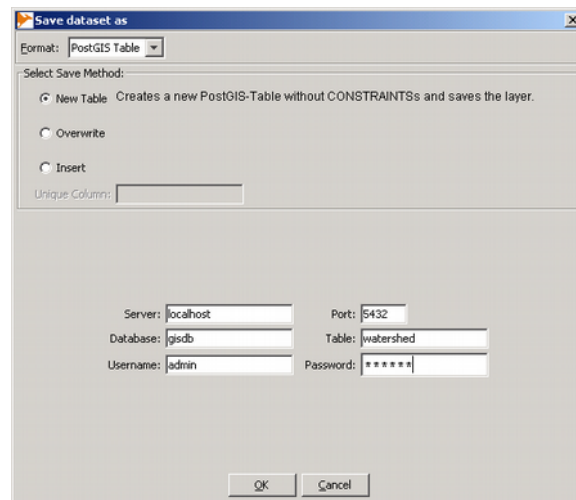 Save dataset as
Format: PostGIS Table
Select Save Method:
New Table Creates a new PostGIS-Table without CONSTRAINTSs and saves the layer.
Overwrite
Insert
Unique Column:
Server: localhost Port: 5432
Database: gisdb Table: watershed
Username: admin Password: ******
OK Cancel